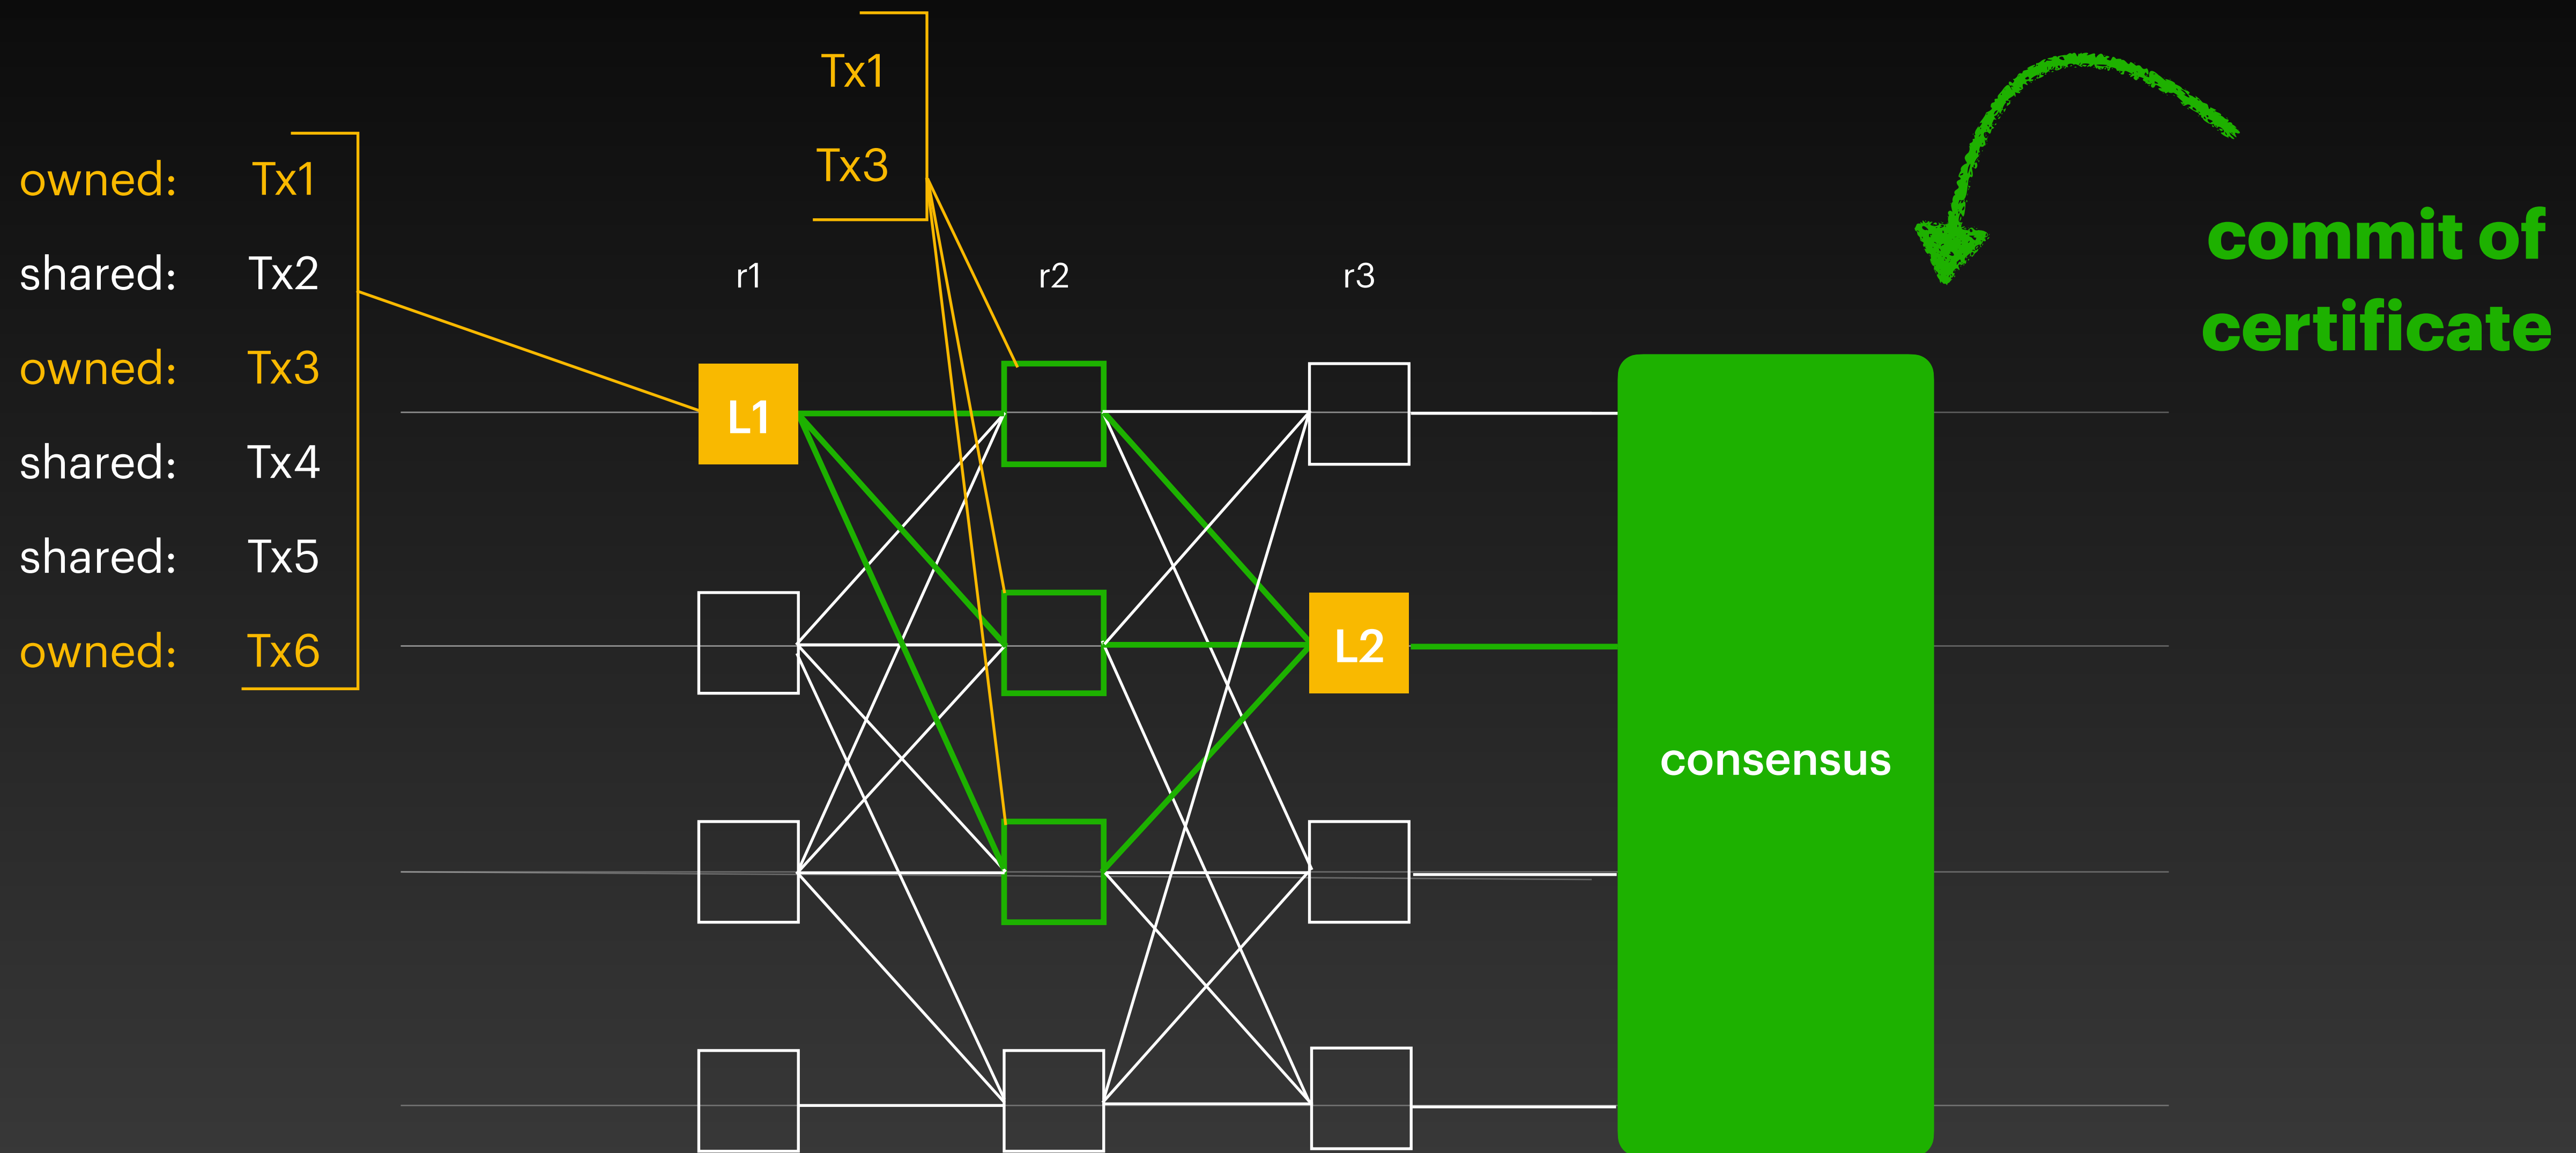 Tx1
Tx3
owned: Tx1
shared: Tx2
owned: Tx3
shared: Tx4
shared: Tx5
owned: Tx6
r1 r2 r3
commit of
certificate
L1
L2
consensus